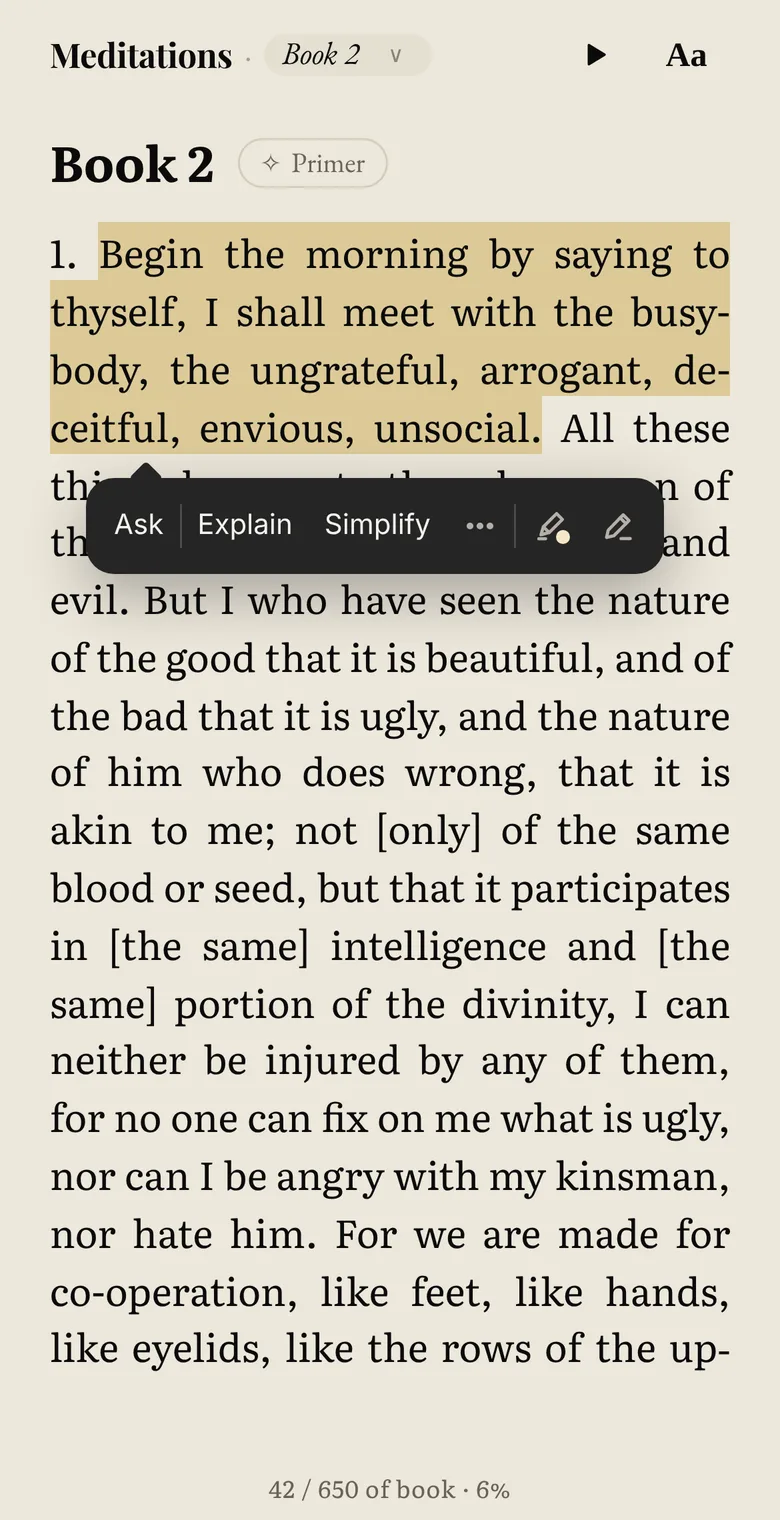 Meditations · Book 2 ∨
Aa
Book 2
✧ Primer
1. Begin the morning by saying to
thyself, I shall meet with the busy-
body, the ungrateful, arrogant, de-
ceitful, envious, unsocial. All these
of
and
Ask Explain Simplify •••
evil. But I who have seen the nature
of the good that it is beautiful, and of
the bad that it is ugly, and the nature
of him who does wrong, that it is
akin to me; not [only] of the same
blood or seed, but that it participates
in [the same] intelligence and [the
same] portion of the divinity, I can
neither be injured by any of them,
for no one can fix on me what is ugly,
nor can I be angry with my kinsman,
nor hate him. For we are made for
co-operation, like feet, like hands,
like eyelids, like the rows of the up-
42 / 650 of book · 6%